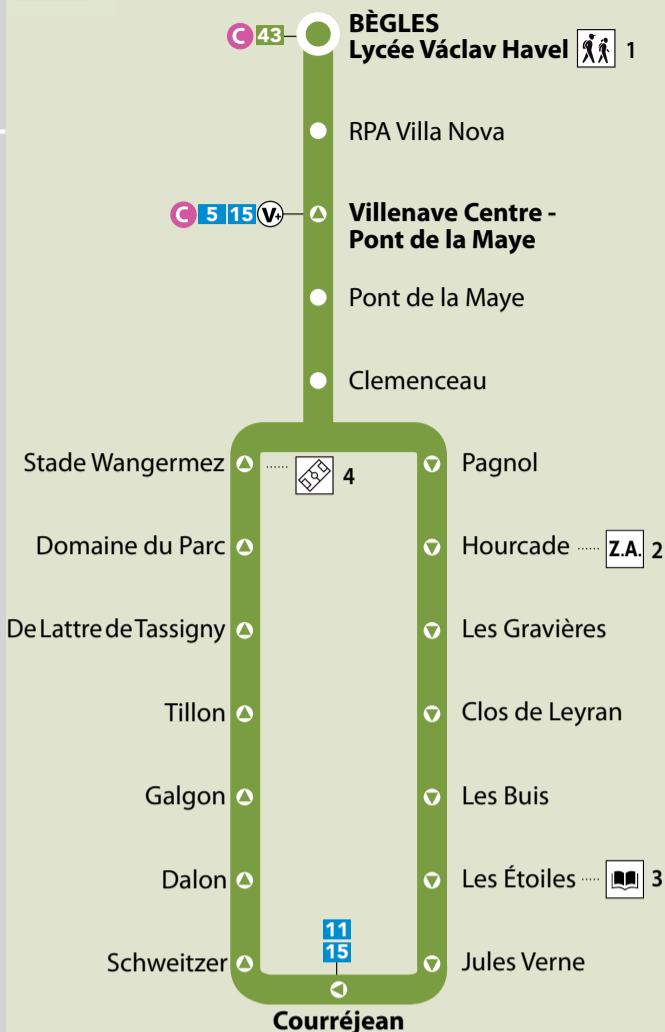 C 43 BÈGLES
Lycée Václav Havel 1
RPA Villa Nova
C 5 15 V+ Villenave Centre -
Pont de la Maye
Pont de la Maye
Clemenceau
Stade Wangermez 4 Pagnol
Domaine du Parc Hourcade Z.A. 2
De Lattre de Tassigny Les Gravières
Tillon Clos de Leyran
Galgon Les Buis
Dalon Les Étoiles 3
11
15
Schweitzer Jules Verne
Courréjean